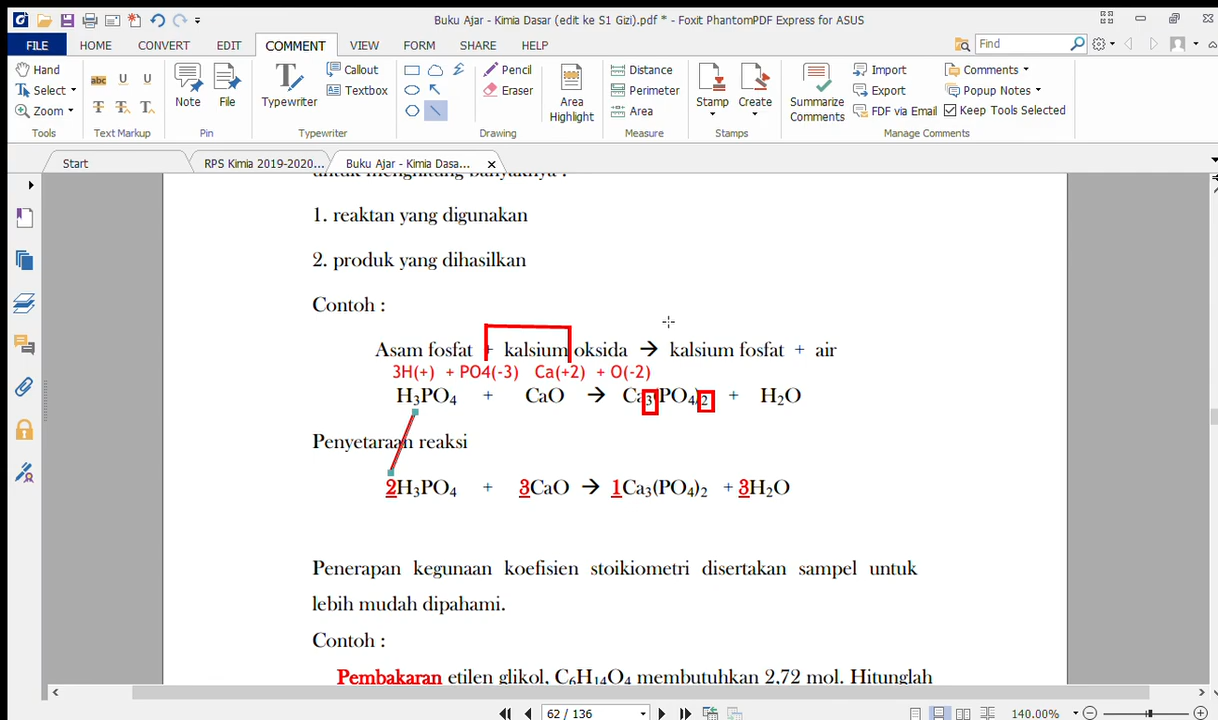 Buku Ajar - Kimia Dasar (edit ke S1 Gizi).pdf * - Foxit PhantomPDF Express for ASUS
FILE HOME CONVERT EDIT COMMENT VIEW FORM SHARE HELP Find
Hand Select Zoom Tools
abc U U T T T Text Markup
Note File Pin
Typewriter Callout Textbox Typewriter
Pencil Eraser Area Highlight Drawing
Distance Perimeter Area Measure
Stamp Create Stamps
Summarize Comments Import Export FDF via Email Comments Popup Notes Keep Tools Selected Manage Comments
Start RPS Kimia 2019-2020... Buku Ajar - Kimia Dasa...
untuk menghitung banyaknya :
1. reaktan yang digunakan
2. produk yang dihasilkan
Contoh :
Asam fosfat + kalsium oksida → kalsium fosfat + air
3H(+) + PO4(-3) Ca(+2) + O(-2)
H₃PO₄ + CaO → Ca₃(PO₄)₂ + H₂O
Penyetaraan reaksi
2H₃PO₄ + 3CaO → 1Ca₃(PO₄)₂ + 3H₂O
Penerapan kegunaan koefisien stoikiometri disertakan sampel untuk
lebih mudah dipahami.
Contoh :
Pembakaran etilen glikol, C₆H₁₄O₄ membutuhkan 2.72 mol. Hitunglah
62 / 136 140.00%